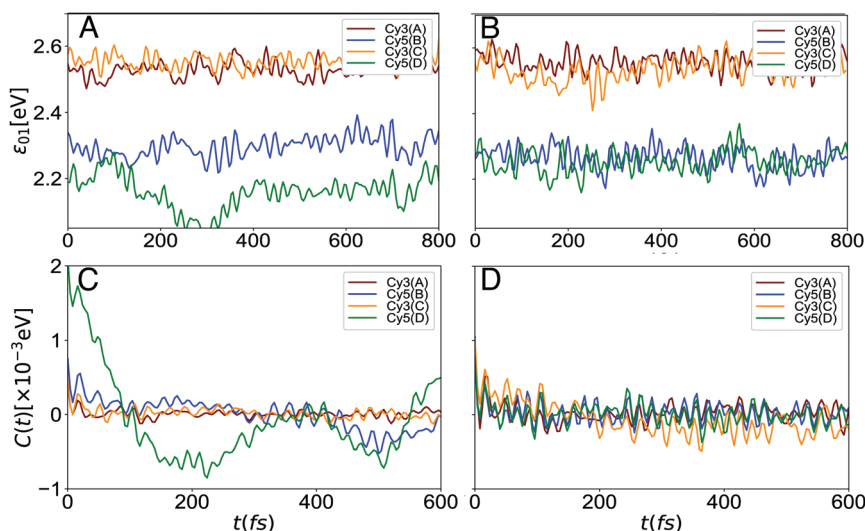 A
B
Cy3(A)
Cy5(B)
Cy3(C)
Cy5(D)
Cy3(A)
Cy5(B)
Cy3(C)
Cy5(D)
2.6
2.4
2.2
ε01[eV]
0 200 400 600 800
0 200 400 600 800
C
D
Cy3(A)
Cy5(B)
Cy3(C)
Cy5(D)
Cy3(A)
Cy5(B)
Cy3(C)
Cy5(D)
2
1
0
−1
C(t)[×10−3eV]
0 200 400 600
0 200 400 600
t(fs)
t(fs)